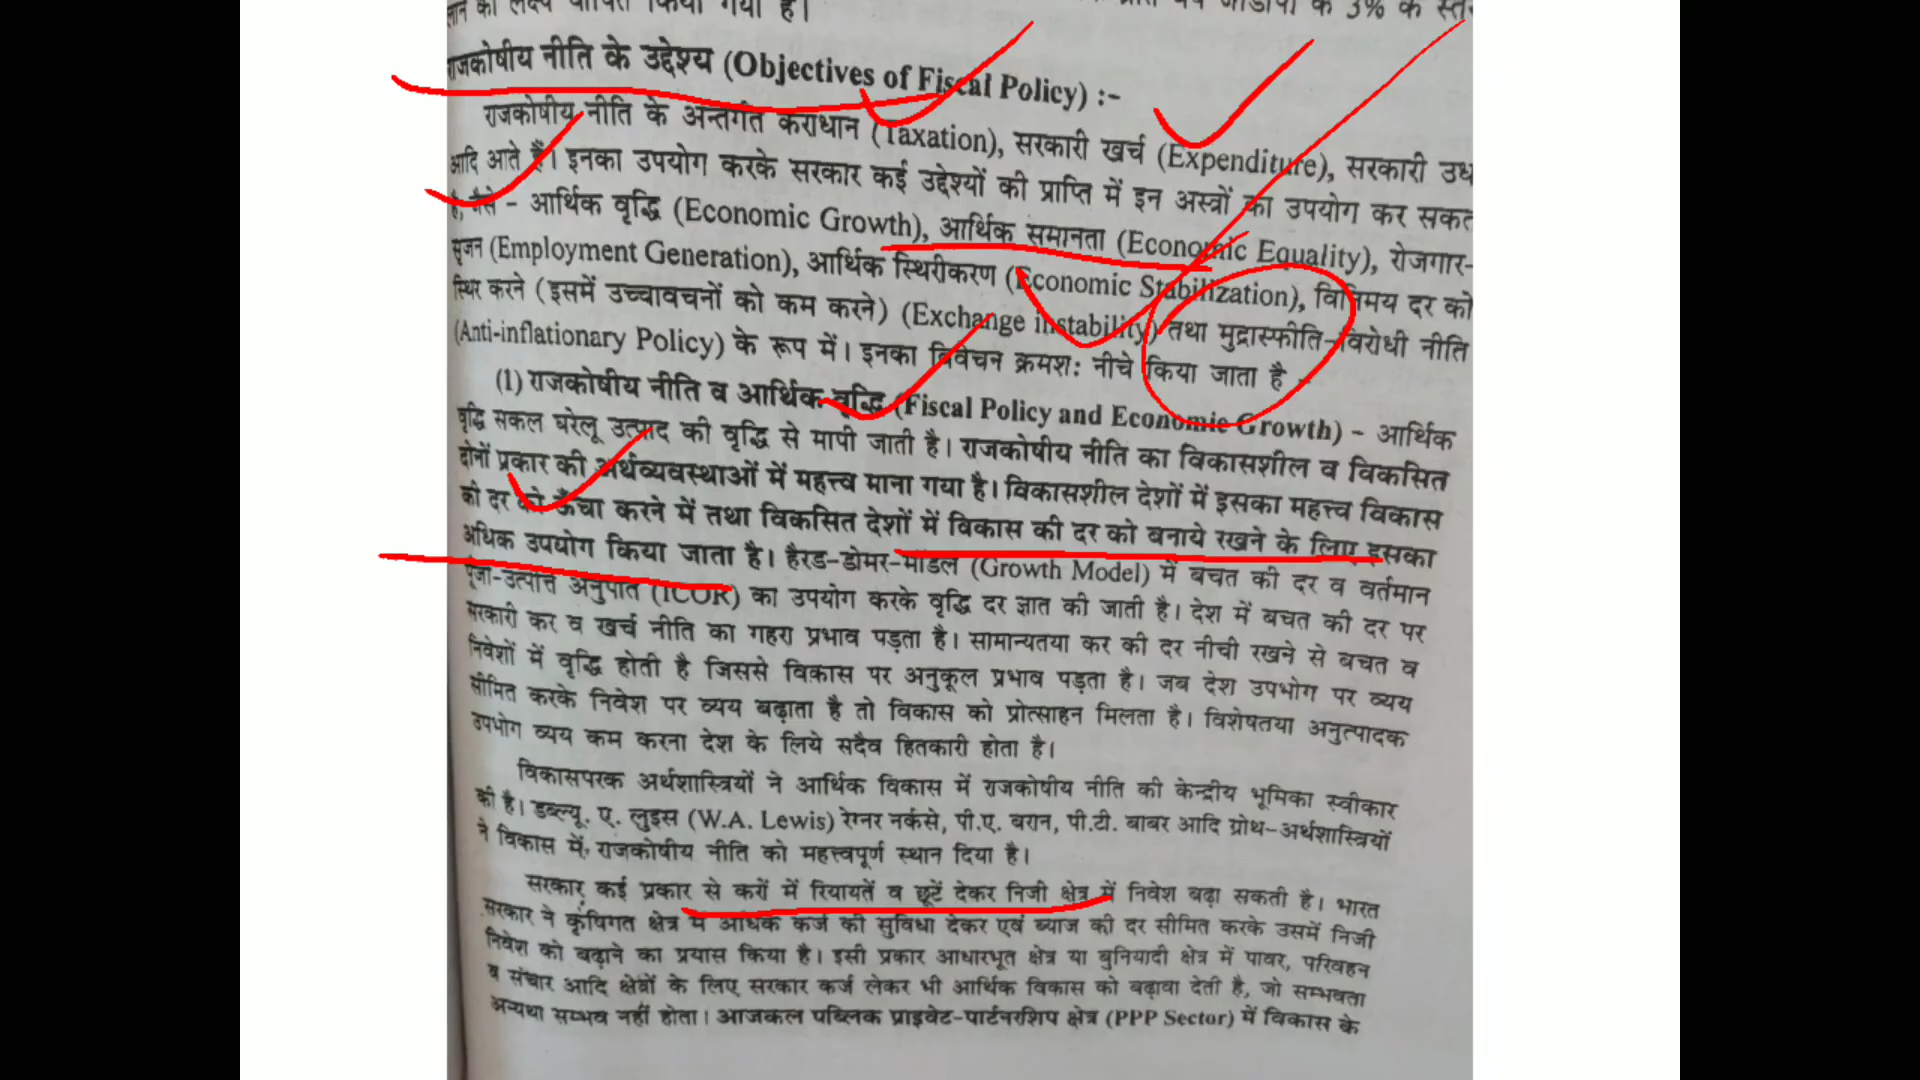 लाने का लक्ष्य घोषित किया गया है।
जीडीपी के 3% के स्तर
राजकोषीय नीति के उद्देश्य (Objectives of Fiscal Policy) :-
राजकोषीय नीति के अन्तर्गत कराधान (Taxation), सरकारी खर्च (Expenditure), सरकारी उधा
आदि आते हैं। इनका उपयोग करके सरकार कई उद्देश्यों की प्राप्ति में इन अस्त्रों का उपयोग कर सकत
है, जैसे - आर्थिक वृद्धि (Economic Growth), आर्थिक समानता (Economic Equality), रोजगार-
सृजन (Employment Generation), आर्थिक स्थिरीकरण (Economic Stabilization), विनिमय दर को
स्थिर करने (इसमें उच्चावचनों को कम करने) (Exchange instability) तथा मुद्रास्फीति-विरोधी नीति
(Anti-inflationary Policy) के रूप में। इनका विवेचन क्रमशः नीचे किया जाता है -
(1) राजकोषीय नीति व आर्थिक वृद्धि (Fiscal Policy and Economic Growth) - आर्थिक
वृद्धि सकल घरेलू उत्पाद की वृद्धि से मापी जाती है। राजकोषीय नीति का विकासशील व विकसित
दोनों प्रकार की अर्थव्यवस्थाओं में महत्त्व माना गया है। विकासशील देशों में इसका महत्त्व विकास
की दर को ऊँचा करने में तथा विकसित देशों में विकास की दर को बनाये रखने के लिए इसका
अधिक उपयोग किया जाता है। हैरड-डोमर-मॉडल (Growth Model) में बचत की दर व वर्तमान
पूँजी-उत्पत्ति अनुपात (ICOR) का उपयोग करके वृद्धि दर ज्ञात की जाती है। देश में बचत की दर पर
सरकारी कर व खर्च नीति का गहरा प्रभाव पड़ता है। सामान्यतया कर की दर नीची रखने से बचत व
निवेशों में वृद्धि होती है जिससे विकास पर अनुकूल प्रभाव पड़ता है। जब देश उपभोग पर व्यय
सीमित करके निवेश पर व्यय बढ़ाता है तो विकास को प्रोत्साहन मिलता है। विशेषतया अनुत्पादक
उपभोग व्यय कम करना देश के लिये सदैव हितकारी होता है।
विकासपरक अर्थशास्त्रियों ने आर्थिक विकास में राजकोषीय नीति की केन्द्रीय भूमिका स्वीकार
की है। डब्ल्यू. ए. लुइस (W.A. Lewis) रेग्नर नर्कसे, पी.ए. बरान, पी.टी. बाबर आदि ग्रोथ-अर्थशास्त्रियों
ने विकास में, राजकोषीय नीति को महत्त्वपूर्ण स्थान दिया है।
सरकार कई प्रकार से करों में रियायतें व छूटें देकर निजी क्षेत्र में निवेश बढ़ा सकती है। भारत
सरकार ने कृषिगत क्षेत्र में अधिक कर्ज की सुविधा देकर एवं ब्याज की दर सीमित करके उसमें निजी
निवेश को बढ़ाने का प्रयास किया है। इसी प्रकार आधारभूत क्षेत्र या बुनियादी क्षेत्र में पावर, परिवहन
व संचार आदि क्षेत्रों के लिए सरकार कर्ज लेकर भी आर्थिक विकास को बढ़ावा देती है, जो सम्भवता
अन्यथा सम्भव नहीं होता। आजकल पब्लिक प्राइवेट-पार्टनरशिप क्षेत्र (PPP Sector) में विकास के